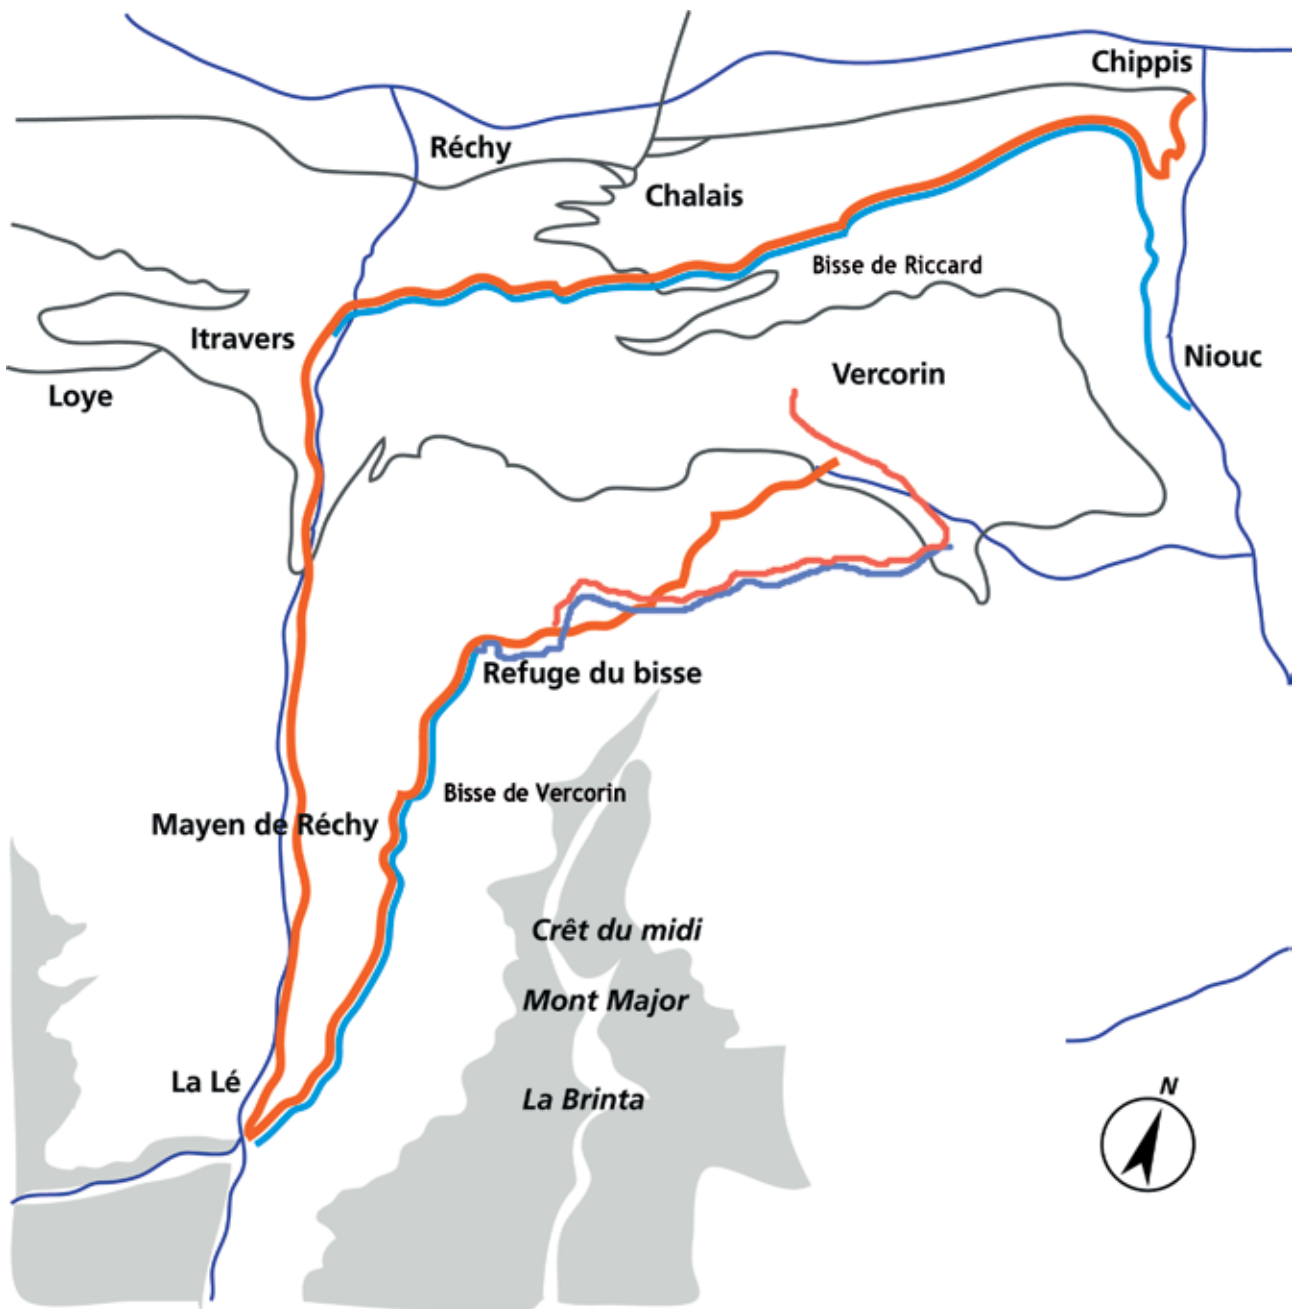 Chippis
Réchy
Chalais
Bisse de Riccard
Itravers
Niouc
Vercorin
Loye
Refuge du bisse
Bisse de Vercorin
Mayen de Réchy
Crêt du midi
Mont Major
La Lé
N
La Brinta